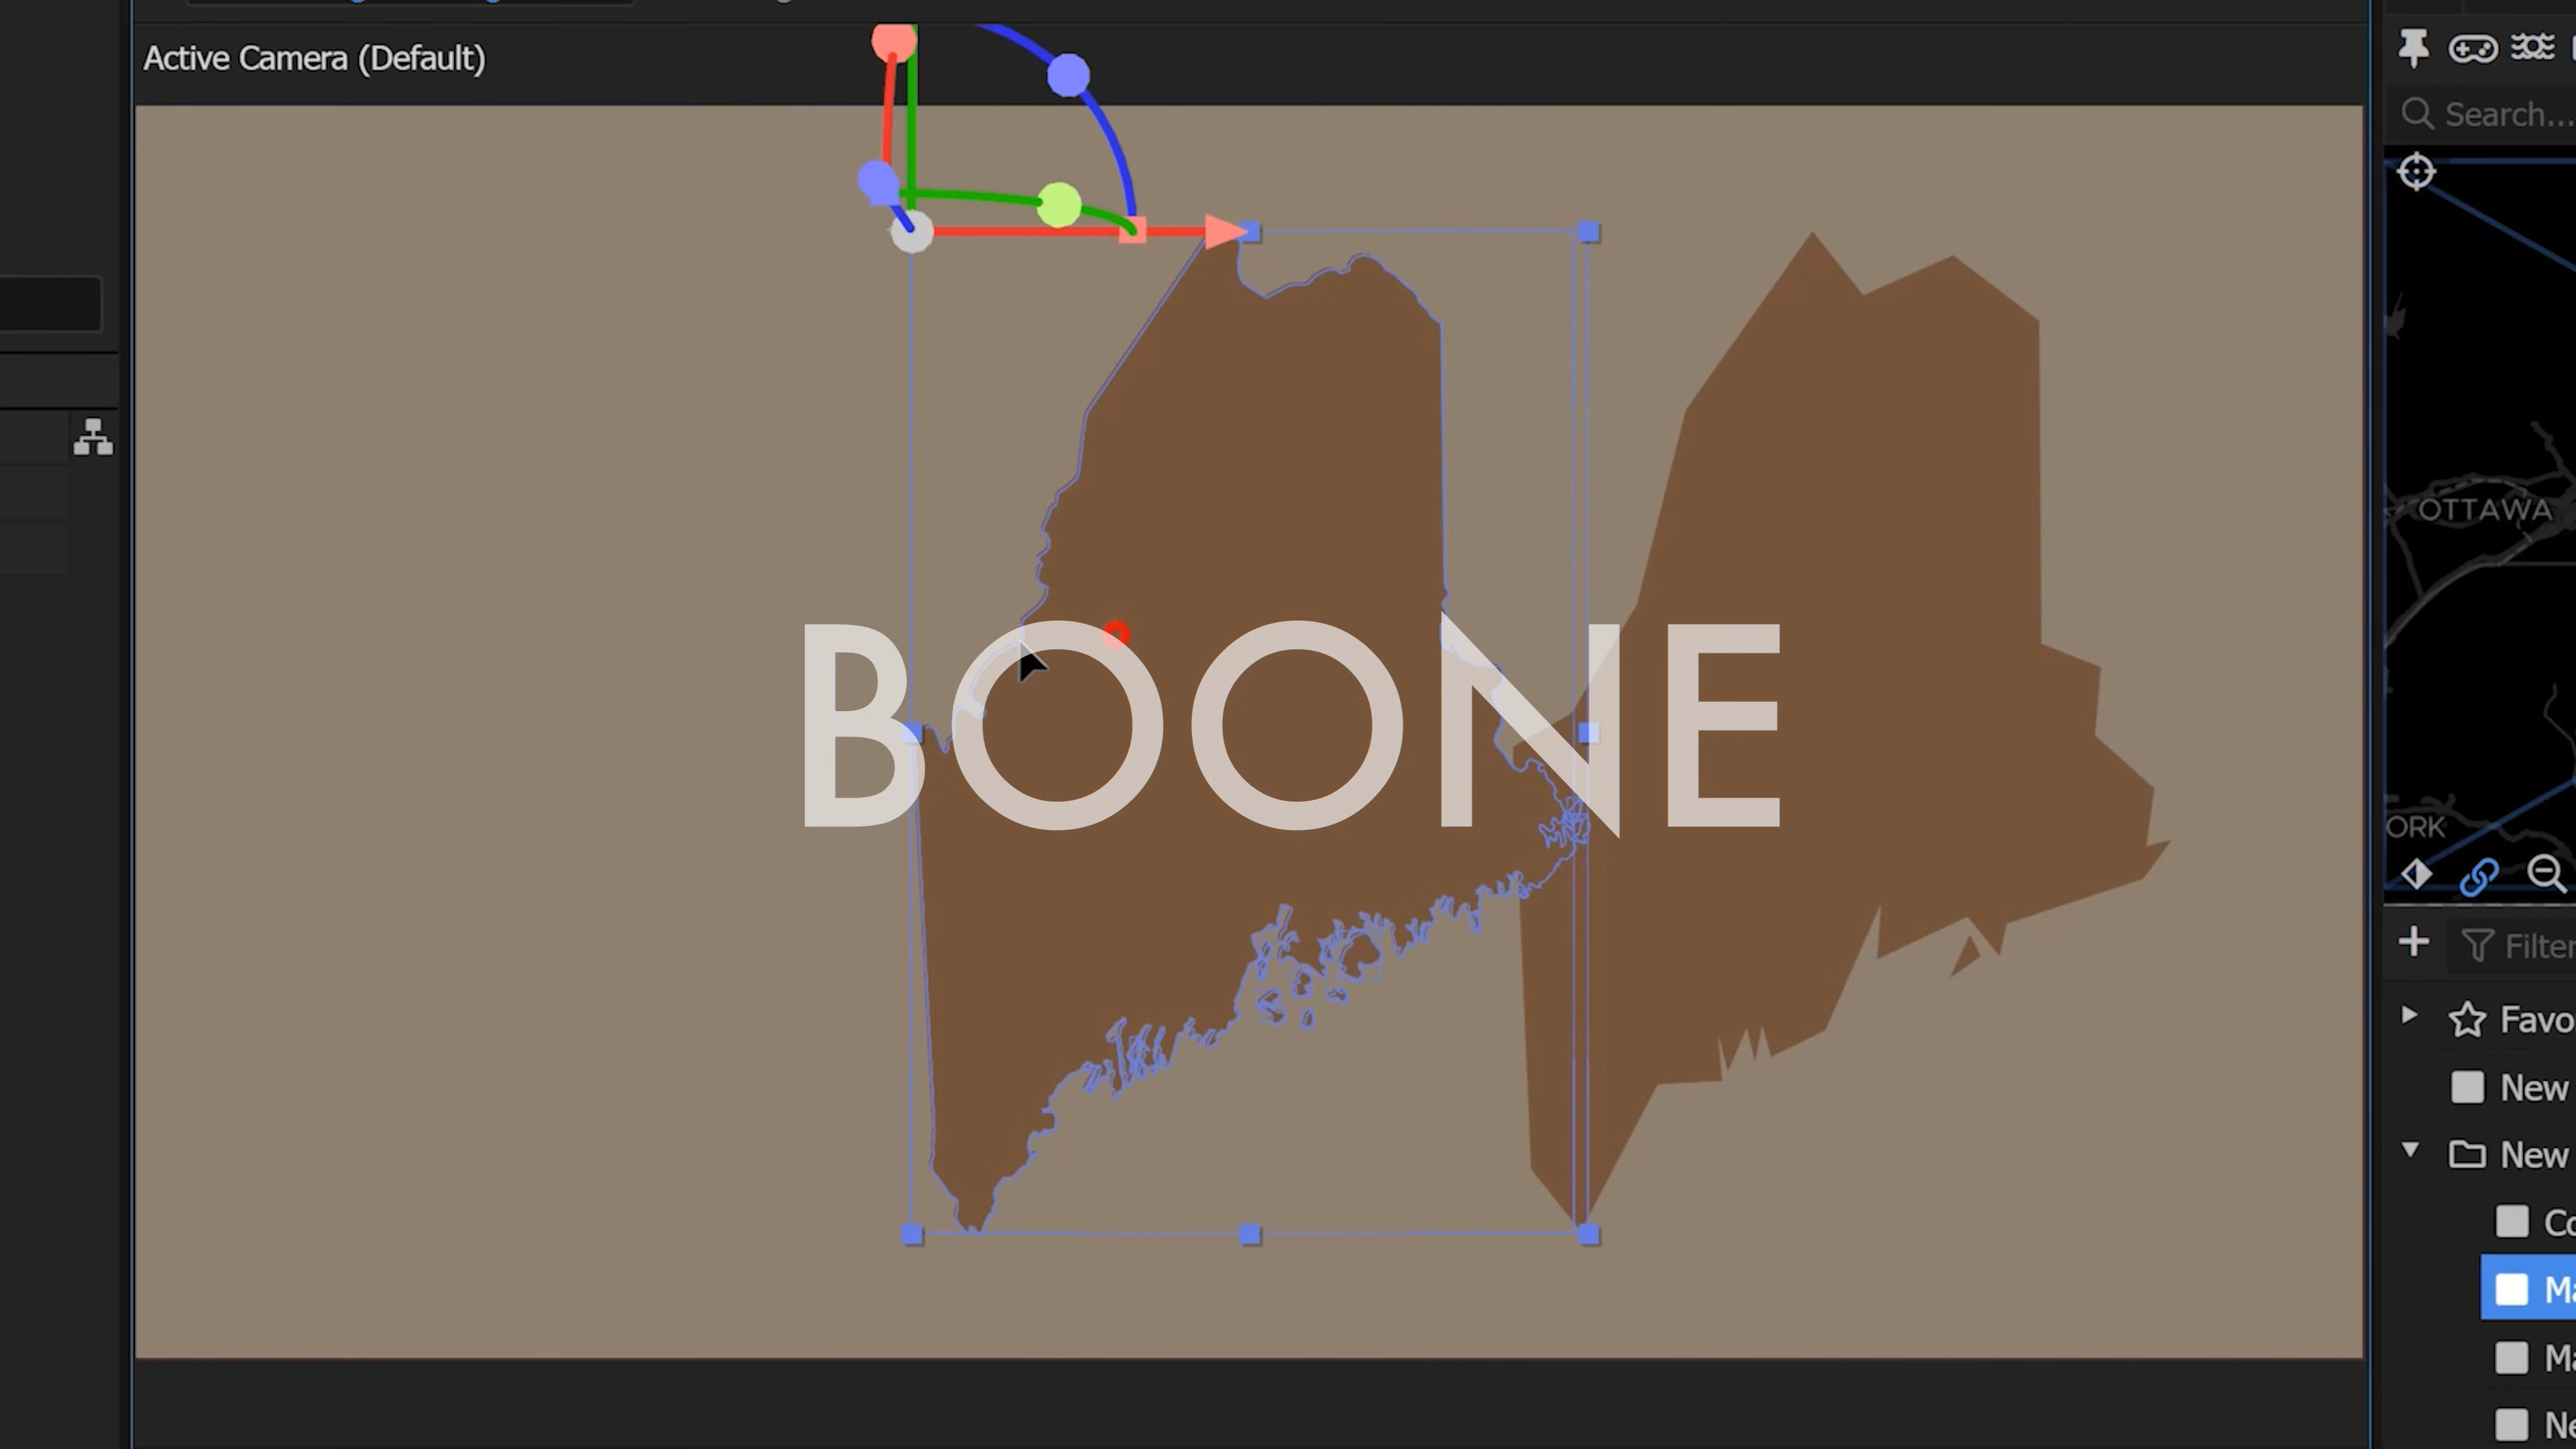 Active Camera (Default)
Search...
OTTAWA
BOONE
ORK
Filter
Favo
New
New
Co
Ma
Ma
Ne